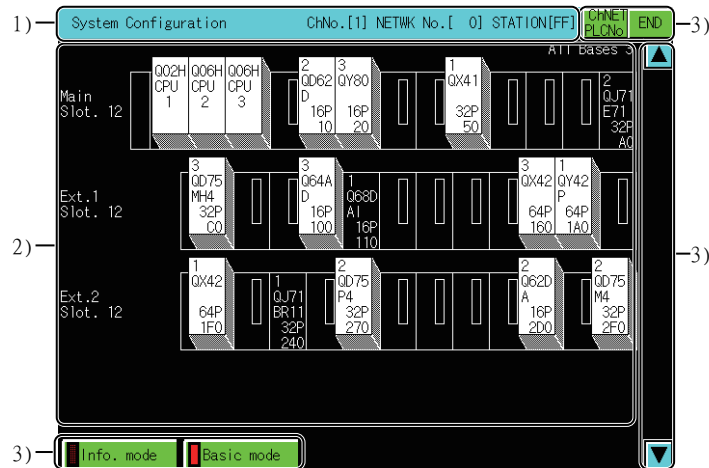 1)
System Configuration ChNo.[1] NETWK No.[ 0] STATION[FF]
ChNET
PLCNo
END
3)
All Bases 3
2)
Main
Slot. 12
Q02H
CPU
1
Q06H
CPU
2
Q06H
CPU
3
2
QD62
D
16P
10
3
QY80
16P
20
1
QX41
32P
50
2
QJ71
E71
32P
A0
Ext.1
Slot. 12
3
QD75
MH4
32P
C0
3
Q64A
D
16P
100
1
Q68D
AI
16P
110
3
QX42
64P
160
1
QY42
P
64P
1A0
3)
Ext.2
Slot. 12
1
QX42
64P
1F0
1
QJ71
BR11
32P
240
2
QD75
P4
32P
270
2
Q62D
A
16P
2D0
2
QD75
M4
32P
2F0
3)
Info. mode
Basic mode